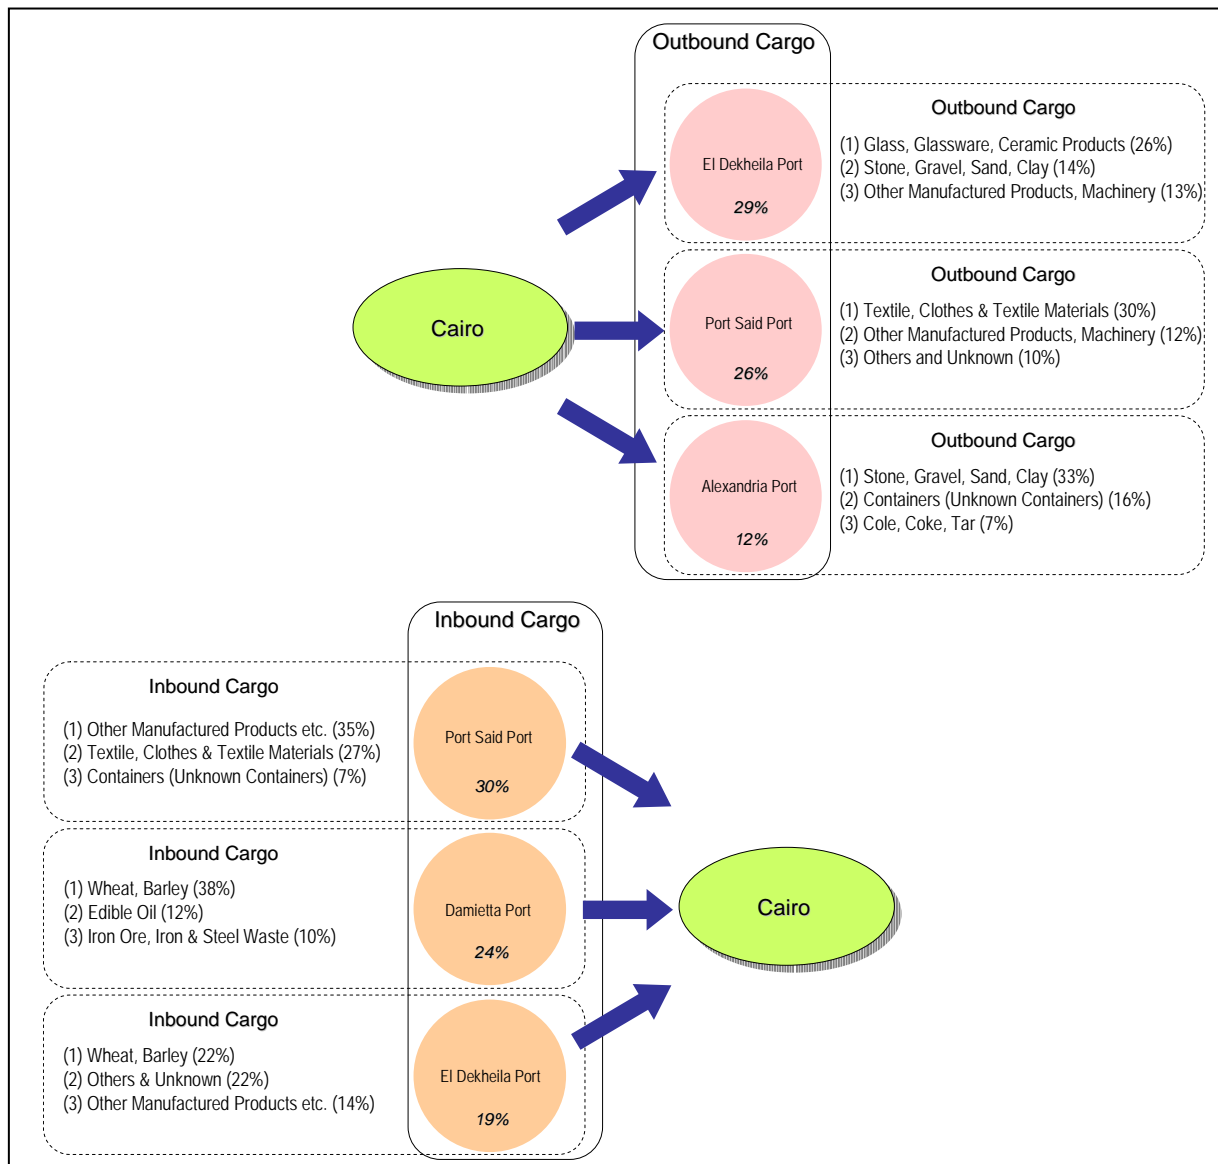 Outbound Cargo
Outbound Cargo
El Dekheila Port
29%
(1) Glass, Glassware, Ceramic Products (26%)
(2) Stone, Gravel, Sand, Clay (14%)
(3) Other Manufactured Products, Machinery (13%)
Cairo
Outbound Cargo
Port Said Port
26%
(1) Textile, Clothes & Textile Materials (30%)
(2) Other Manufactured Products, Machinery (12%)
(3) Others and Unknown (10%)
Outbound Cargo
Alexandria Port
12%
(1) Stone, Gravel, Sand, Clay (33%)
(2) Containers (Unknown Containers) (16%)
(3) Cole, Coke, Tar (7%)
Inbound Cargo
Inbound Cargo
(1) Other Manufactured Products etc. (35%)
(2) Textile, Clothes & Textile Materials (27%)
(3) Containers (Unknown Containers) (7%)
Port Said Port
30%
Inbound Cargo
(1) Wheat, Barley (38%)
(2) Edible Oil (12%)
(3) Iron Ore, Iron & Steel Waste (10%)
Damietta Port
24%
Cairo
Inbound Cargo
(1) Wheat, Barley (22%)
(2) Others & Unknown (22%)
(3) Other Manufactured Products etc. (14%)
El Dekheila Port
19%